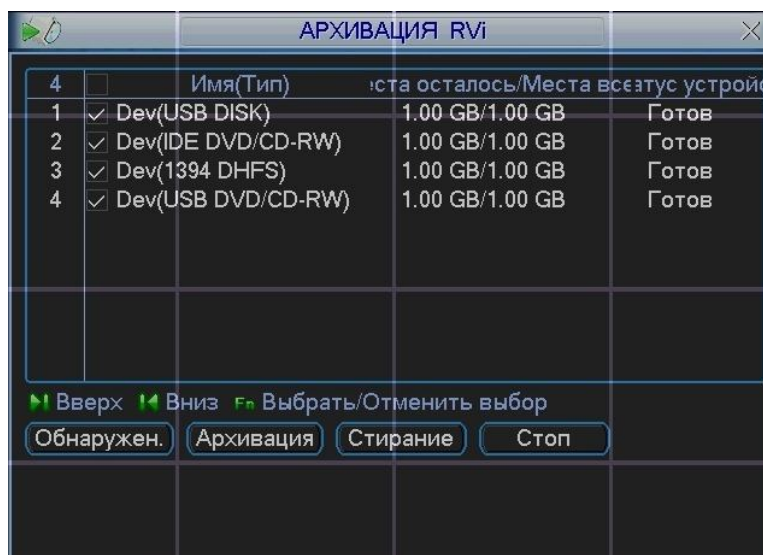 АРХИВАЦИЯ RVi
4 Имя(Тип) ста осталось/Места все атус устрой
1 Dev(USB DISK) 1.00 GB/1.00 GB Готов
2 Dev(IDE DVD/CD-RW) 1.00 GB/1.00 GB Готов
3 Dev(1394 DHFS) 1.00 GB/1.00 GB Готов
4 Dev(USB DVD/CD-RW) 1.00 GB/1.00 GB Готов
Вверх Вниз Fn Выбрать/Отменить выбор
Обнаружен. Архивация Стирание Стоп